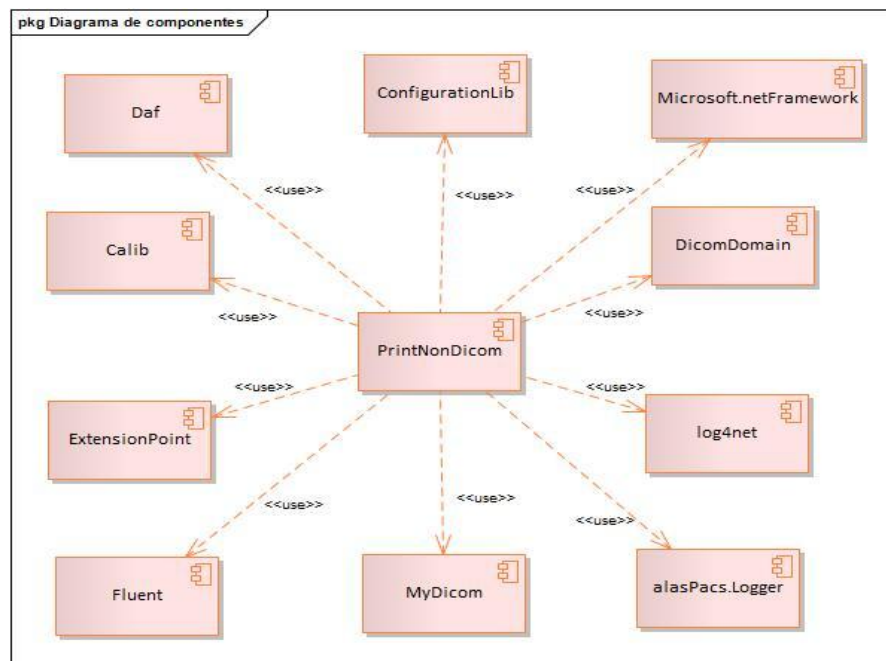 pkg Diagrama de componentes
Daf
ConfigurationLib
Microsoft.netFramework
<<use>>
<<use>>
<<use>>
Calib
DicomDomain
<<use>>
<<use>>
PrintNonDicom
<<use>>
<<use>>
ExtensionPoint
log4net
<<use>>
<<use>>
<<use>>
Fluent
MyDicom
alasPacs.Logger